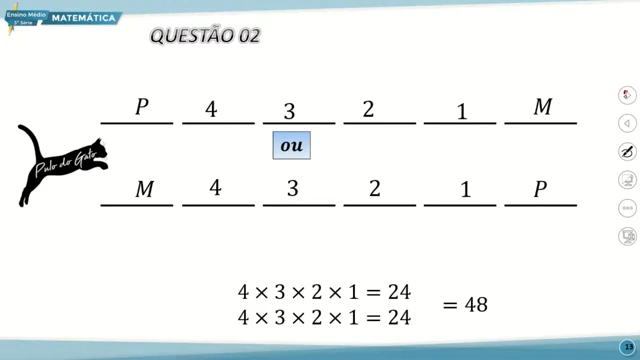 Ensino Médio
3ª Série
MATEMÁTICA
QUESTÃO 02
P 4 3 2 1 M
ou
Pulo do Gato
M 4 3 2 1 P
4 × 3 × 2 × 1 = 24
4 × 3 × 2 × 1 = 24
= 48
13